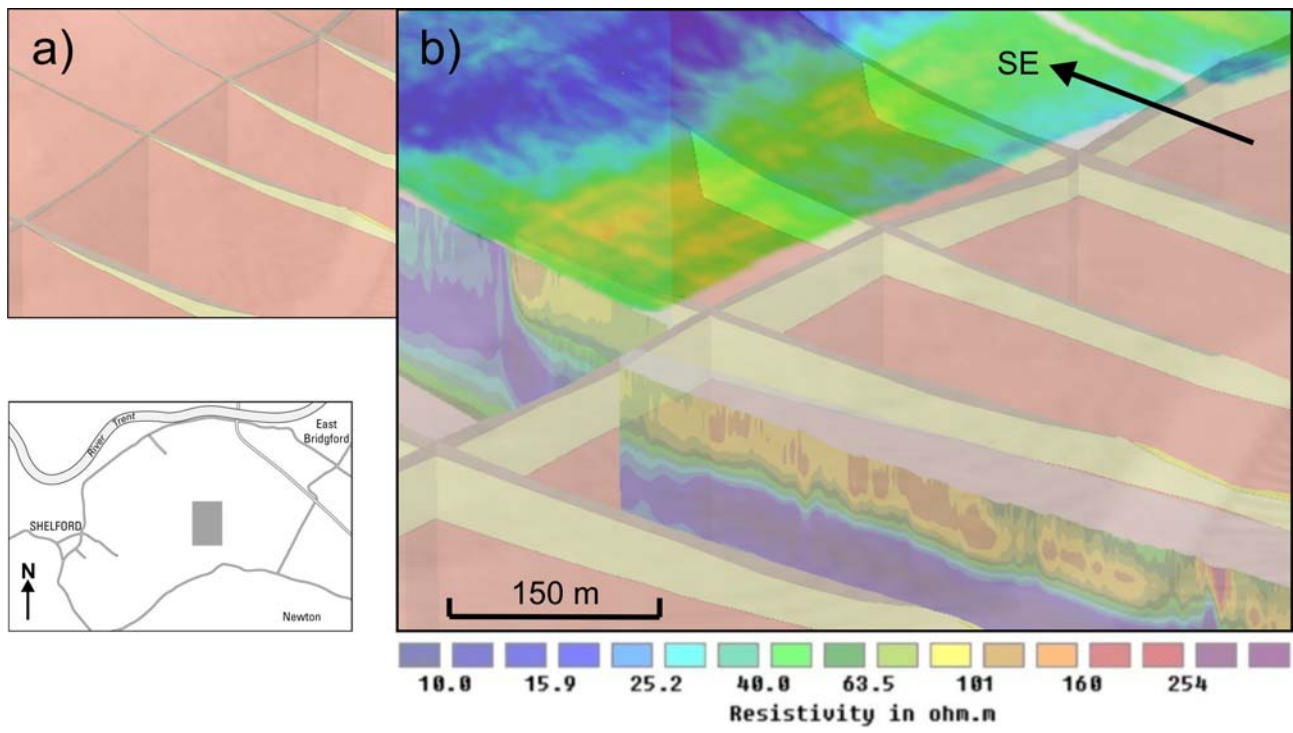 a)
b)
SE
River Trent
East
Bridgford
SHELFORD
N
Newton
150 m
10.0 15.9 25.2 40.0 63.5 101 160 254
Resistivity in ohm.m